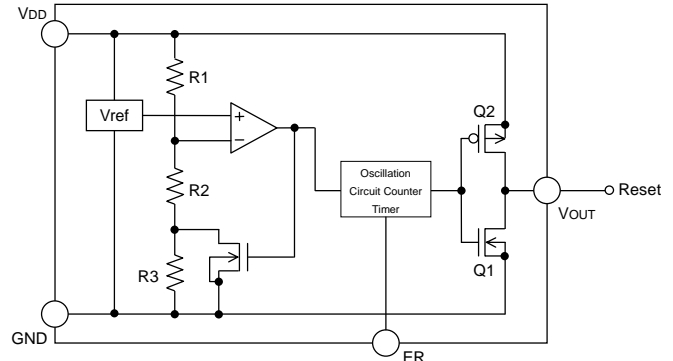 VDD
R1
Q2
Vref
+
−
Oscillation
Circuit Counter
Timer
Reset
R2
VOUT
R3
Q1
GND
ER